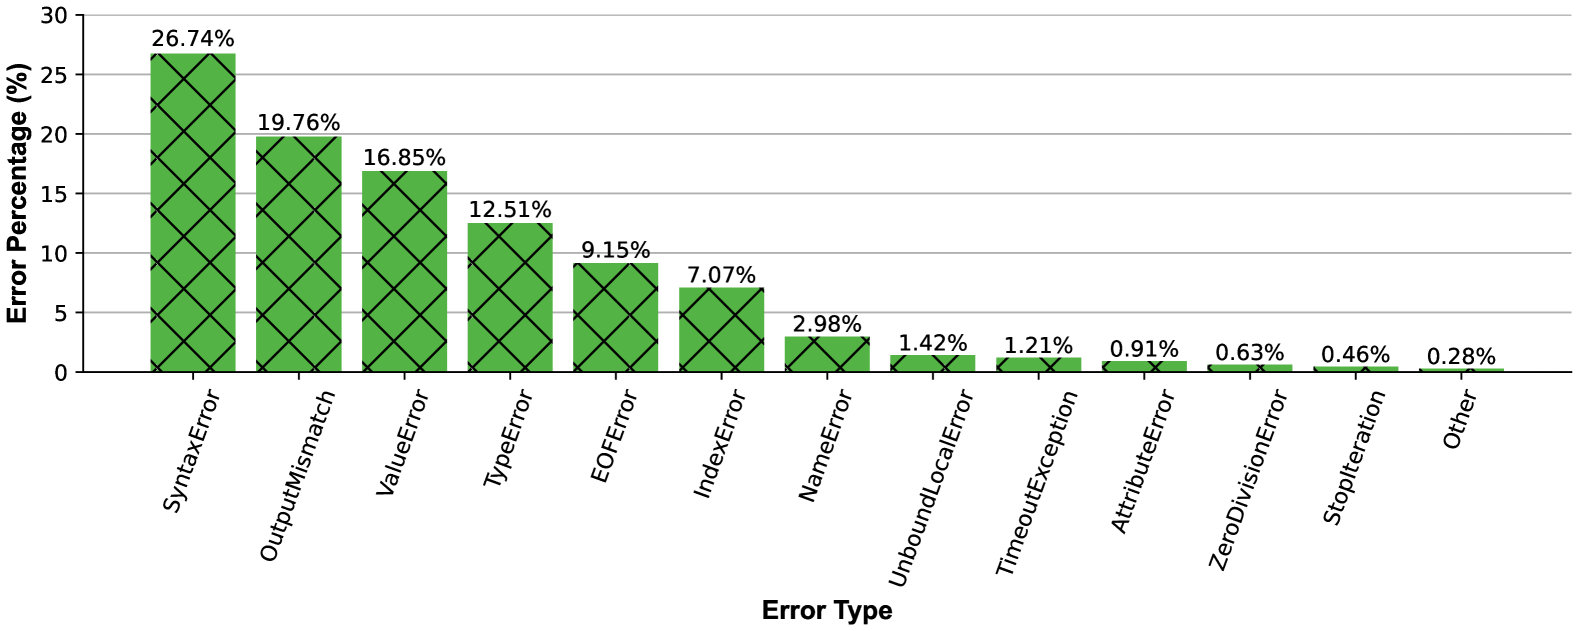 Error Percentage (%)
30
25
20
15
10
5
0
26.74%
19.76%
16.85%
12.51%
9.15%
7.07%
2.98%
1.42%
1.21%
0.91%
0.63%
0.46%
0.28%
SyntaxError
OutputMismatch
ValueError
TypeError
EOFError
IndexError
NameError
UnboundLocalError
TimeoutException
AttributeError
ZeroDivisionError
StopIteration
Other
Error Type